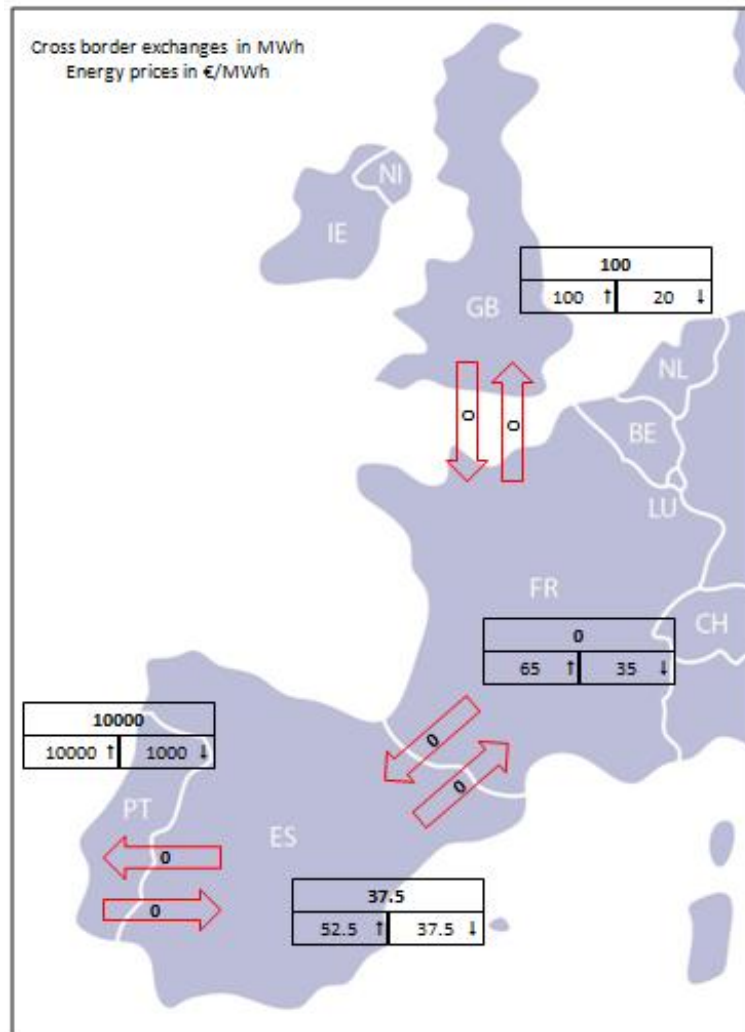 Cross border exchanges in MWh
Energy prices in €/MWh
NI
IE
100
100 ↑ 20 ↓
GB
NL
0 0
BE
LU
FR
CH
0
65 ↑ 35 ↓
10000
10000 ↑ 1000 ↓
0
0
PT
ES
0
0
37.5
52.5 ↑ 37.5 ↓